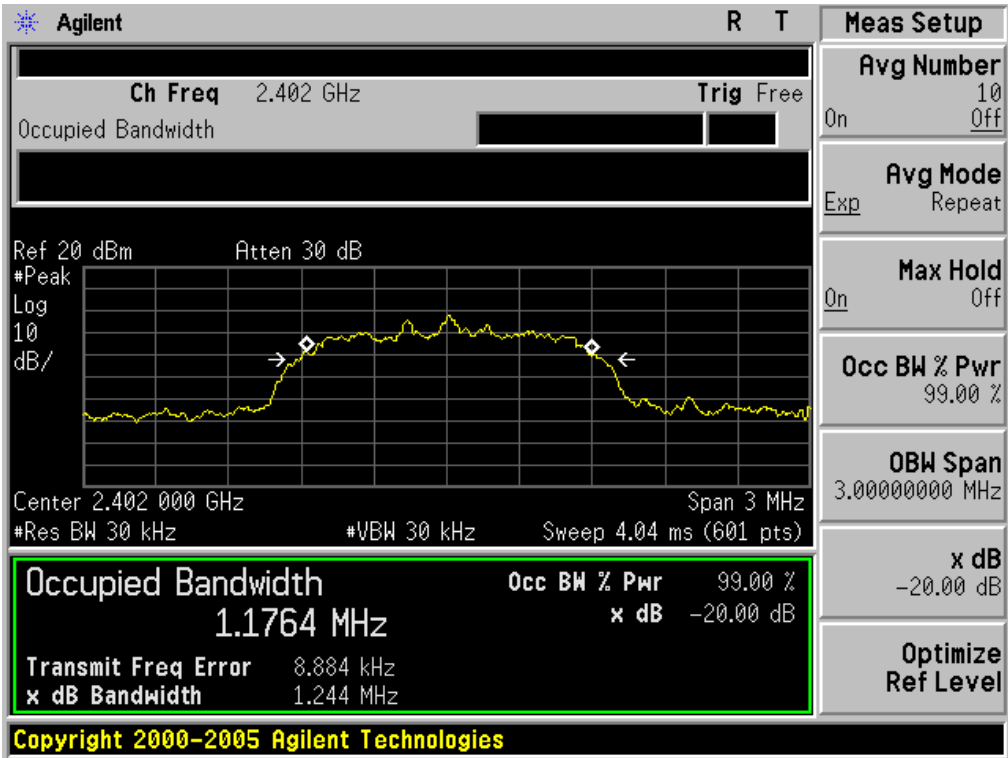 Agilent R T
Ch Freq 2.402 GHz Trig Free
Occupied Bandwidth
Ref 20 dBm Atten 30 dB
#Peak
Log
10
dB/
Center 2.402 000 GHz Span 3 MHz
#Res BW 30 kHz #VBW 30 kHz Sweep 4.04 ms (601 pts)
Occupied Bandwidth Occ BW % Pwr 99.00 %
1.1764 MHz x dB -20.00 dB
Transmit Freq Error 8.884 kHz
x dB Bandwidth 1.244 MHz
Copyright 2000-2005 Agilent Technologies
Meas Setup
Avg Number
10
On Off
Avg Mode
Exp Repeat
Max Hold
On Off
Occ BW % Pwr
99.00 %
OBW Span
3.00000000 MHz
x dB
-20.00 dB
Optimize
Ref Level